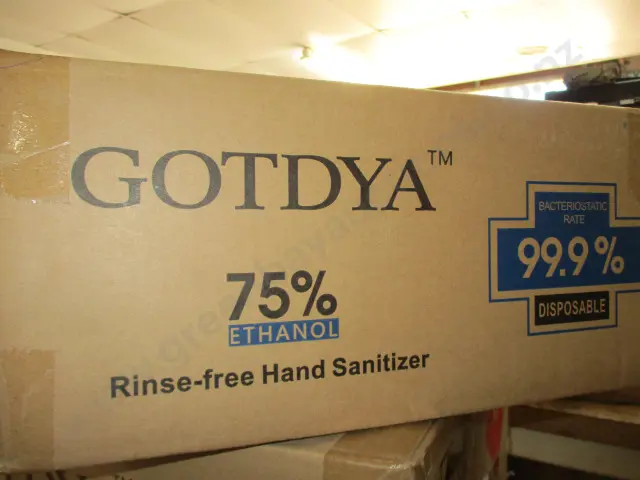 GOTDYA™
75%
ETHANOL
Rinse-free Hand Sanitizer
BACTERIOSTATIC
RATE
99.9%
DISPOSABLE